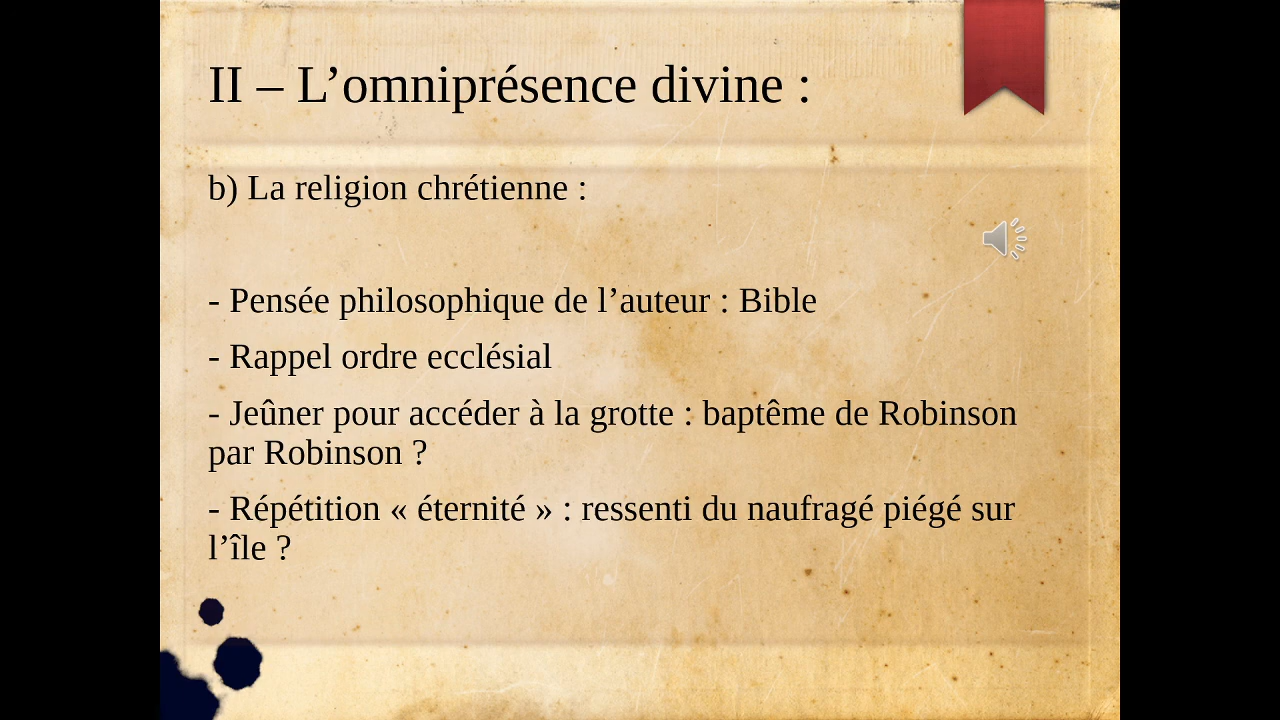 II – L’omniprésence divine :
b) La religion chrétienne :
- Pensée philosophique de l’auteur : Bible
- Rappel ordre ecclésial
- Jeûner pour accéder à la grotte : baptême de Robinson
par Robinson ?
- Répétition « éternité » : ressenti du naufragé piégé sur
l’île ?